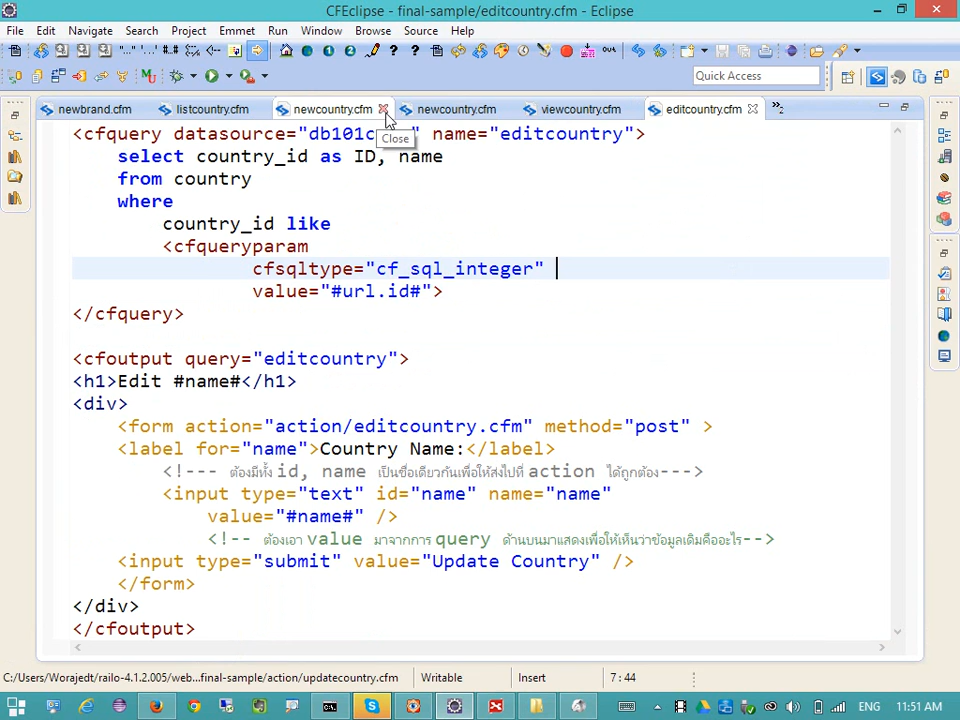 CFEclipse - final-sample/editcountry.cfm - Eclipse
File Edit Navigate Search Project Emmet Run Window Browse Source Help
Quick Access
newbrand.cfm listcountry.cfm newcountry.cfm newcountry.cfm viewcountry.cfm editcountry.cfm »2
Close
<cfquery datasource="db101c " name="editcountry">
select country_id as ID, name
from country
where
country_id like
<cfqueryparam
cfsqltype="cf_sql_integer"
value="#url.id#">
</cfquery>
<cfoutput query="editcountry">
<h1>Edit #name#</h1>
<div>
<form action="action/editcountry.cfm" method="post" >
<label for="name">Country Name:</label>
<!--- ต้องมีทั้ง id, name เป็นชื่อเดียวกันเพื่อให้ส่งไปที่ action ได้ถูกต้อง--->
<input type="text" id="name" name="name"
value="#name#" />
<!-- ต้องเอา value มาจากการ query ด้านบนมาแสดงเพื่อให้เห็นว่าข้อมูลเดิมคืออะไร-->
<input type="submit" value="Update Country" />
</form>
</div>
</cfoutput>
C:/Users/Worajedt/railo-4.1.2.005/web...final-sample/action/updatecountry.cfm Writable Insert 7 : 44
ENG 11:51 AM